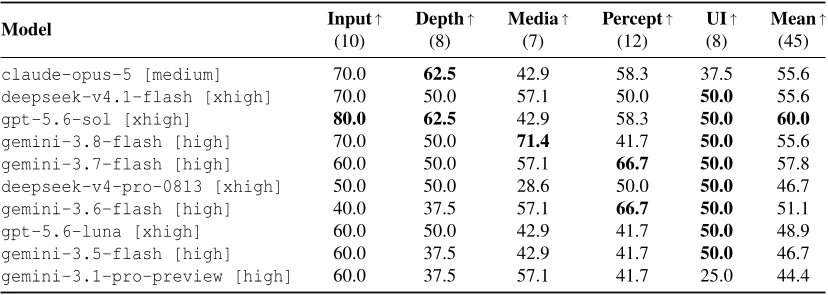 Model Input↑ Depth↑ Media↑ Percept↑ UI↑ Mean↑
(10) (8) (7) (12) (8) (45)
claude-opus-5 [medium] 70.0 62.5 42.9 58.3 37.5 55.6
deepseek-v4.1-flash [xhigh] 70.0 50.0 57.1 50.0 50.0 55.6
gpt-5.6-sol [xhigh] 80.0 62.5 42.9 58.3 50.0 60.0
gemini-3.8-flash [high] 70.0 50.0 71.4 41.7 50.0 55.6
gemini-3.7-flash [high] 60.0 50.0 57.1 66.7 50.0 57.8
deepseek-v4-pro-0813 [xhigh] 50.0 50.0 28.6 50.0 50.0 46.7
gemini-3.6-flash [high] 40.0 37.5 57.1 66.7 50.0 51.1
gpt-5.6-luna [xhigh] 60.0 50.0 42.9 41.7 50.0 48.9
gemini-3.5-flash [high] 60.0 37.5 42.9 41.7 50.0 46.7
gemini-3.1-pro-preview [high] 60.0 37.5 57.1 41.7 25.0 44.4